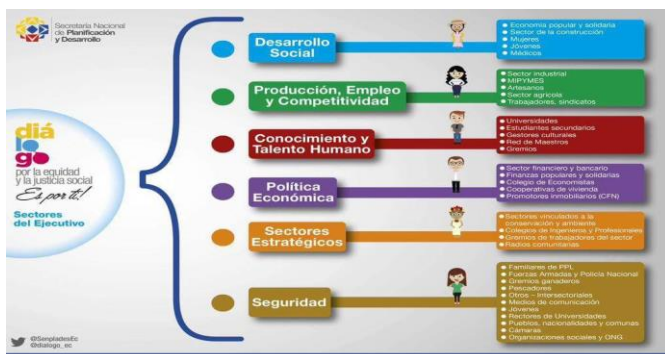 Secretaría Nacional
de Planificación
y Desarrollo
diálogo
por la equidad
y la justicia social
Es por ti!
Sectores
del Ejecutivo
Desarrollo
Social
Economía popular y solidaria
Sector de la construcción
Mujeres
Jóvenes
Médicos
Producción, Empleo
y Competitividad
Sector industrial
MIPYMES
Artesanos
Sector agrícola
Trabajadores, sindicatos
Conocimiento y
Talento Humano
Universidades
Estudiantes secundarios
Gestores culturales
Red de Maestros
Gremios
Política
Económica
Sector financiero y bancario
Finanzas populares y solidarias
Colegio de Economistas
Cooperativas de vivienda
Promotores inmobiliarios (CFN)
Sectores
Estratégicos
Sectores vinculados a la
conservación y ambiente
Colegios de Ingenieros y Profesionales
Gremios de trabajadores del sector
Radios comunitarias
Seguridad
Familiares de PPL
Fuerzas Armadas y Policía Nacional
Gremios ganaderos
Pescadores
Otros – Intersectoriales
Medios de comunicación
Jóvenes
Rectores de Universidades
Pueblos, nacionalidades y comunas
Cámaras
Organizaciones sociales y ONG
@SenpladesEc
@dialogo_ec